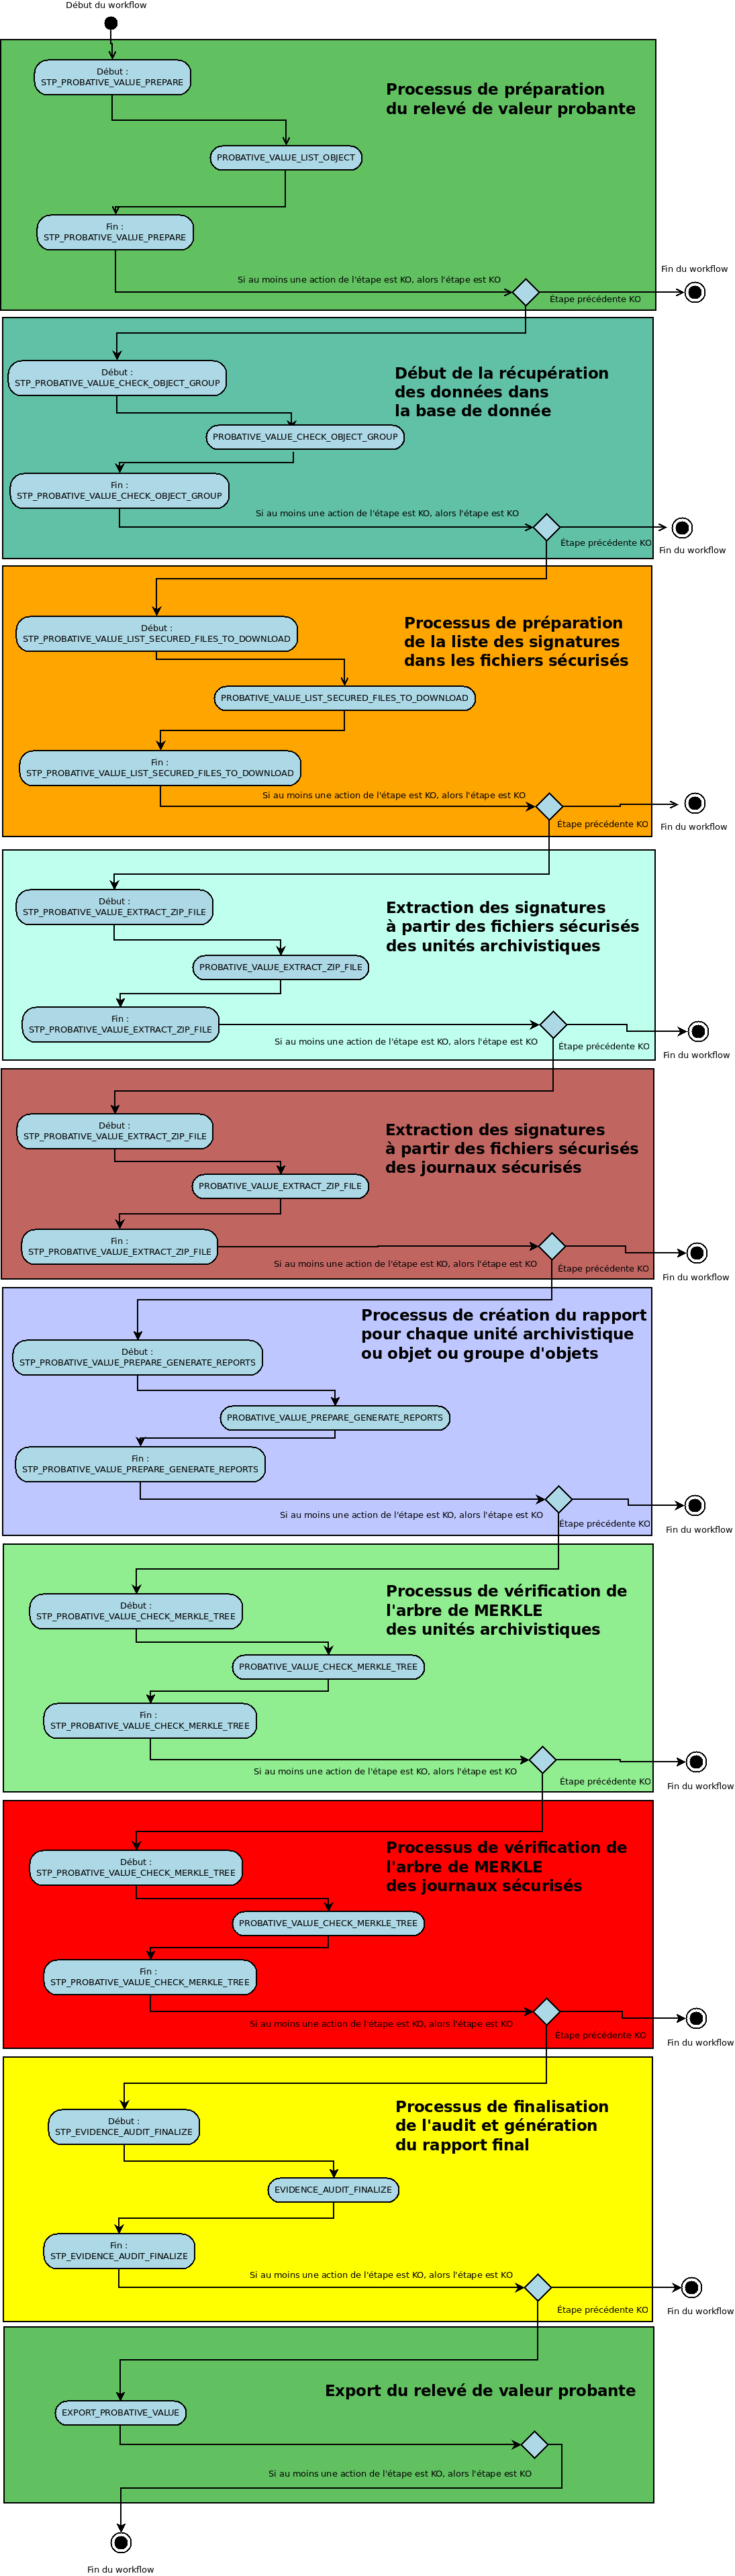 Début du workflow
Début :
STP_PROBATIVE_VALUE_PREPARE
Processus de préparation
du relevé de valeur probante
PROBATIVE_VALUE_LIST_OBJECT
Fin :
STP_PROBATIVE_VALUE_PREPARE
Si au moins une action de l'étape est KO, alors l'étape est KO
Étape précédente KO
Fin du workflow
Début :
STP_PROBATIVE_VALUE_CHECK_OBJECT_GROUP
Début de la récupération
des données dans
la base de donnée
PROBATIVE_VALUE_CHECK_OBJECT_GROUP
Fin :
STP_PROBATIVE_VALUE_CHECK_OBJECT_GROUP
Si au moins une action de l'étape est KO, alors l'étape est KO
Étape précédente KO
Fin du workflow
Début :
STP_PROBATIVE_VALUE_LIST_SECURED_FILES_TO_DOWNLOAD
Processus de préparation
de la liste des signatures
dans les fichiers sécurisés
PROBATIVE_VALUE_LIST_SECURED_FILES_TO_DOWNLOAD
Fin :
STP_PROBATIVE_VALUE_LIST_SECURED_FILES_TO_DOWNLOAD
Si au moins une action de l'étape est KO, alors l'étape est KO
Étape précédente KO
Fin du workflow
Début :
STP_PROBATIVE_VALUE_EXTRACT_ZIP_FILE
Extraction des signatures
à partir des fichiers sécurisés
des unités archivistiques
PROBATIVE_VALUE_EXTRACT_ZIP_FILE
Fin :
STP_PROBATIVE_VALUE_EXTRACT_ZIP_FILE
Si au moins une action de l'étape est KO, alors l'étape est KO
Étape précédente KO
Fin du workflow
Début :
STP_PROBATIVE_VALUE_EXTRACT_ZIP_FILE
Extraction des signatures
à partir des fichiers sécurisés
des journaux sécurisés
PROBATIVE_VALUE_EXTRACT_ZIP_FILE
Fin :
STP_PROBATIVE_VALUE_EXTRACT_ZIP_FILE
Si au moins une action de l'étape est KO, alors l'étape est KO
Étape précédente KO
Fin du workflow
Processus de création du rapport
pour chaque unité archivistique
ou objet ou groupe d'objets
Début :
STP_PROBATIVE_VALUE_PREPARE_GENERATE_REPORTS
PROBATIVE_VALUE_PREPARE_GENERATE_REPORTS
Fin :
STP_PROBATIVE_VALUE_PREPARE_GENERATE_REPORTS
Si au moins une action de l'étape est KO, alors l'étape est KO
Étape précédente KO
Fin du workflow
Début :
STP_PROBATIVE_VALUE_CHECK_MERKLE_TREE
Processus de vérification de
l'arbre de MERKLE
des unités archivistiques
PROBATIVE_VALUE_CHECK_MERKLE_TREE
Fin :
STP_PROBATIVE_VALUE_CHECK_MERKLE_TREE
Si au moins une action de l'étape est KO, alors l'étape est KO
Étape précédente KO
Fin du workflow
Début :
STP_PROBATIVE_VALUE_CHECK_MERKLE_TREE
Processus de vérification de
l'arbre de MERKLE
des journaux sécurisés
PROBATIVE_VALUE_CHECK_MERKLE_TREE
Fin :
STP_PROBATIVE_VALUE_CHECK_MERKLE_TREE
Si au moins une action de l'étape est KO, alors l'étape est KO
Étape précédente KO
Fin du workflow
Début :
STP_EVIDENCE_AUDIT_FINALIZE
Processus de finalisation
de l'audit et génération
du rapport final
EVIDENCE_AUDIT_FINALIZE
Fin :
STP_EVIDENCE_AUDIT_FINALIZE
Si au moins une action de l'étape est KO, alors l'étape est KO
Étape précédente KO
Fin du workflow
Export du relevé de valeur probante
EXPORT_PROBATIVE_VALUE
Si au moins une action de l'étape est KO, alors l'étape est KO
Fin du workflow